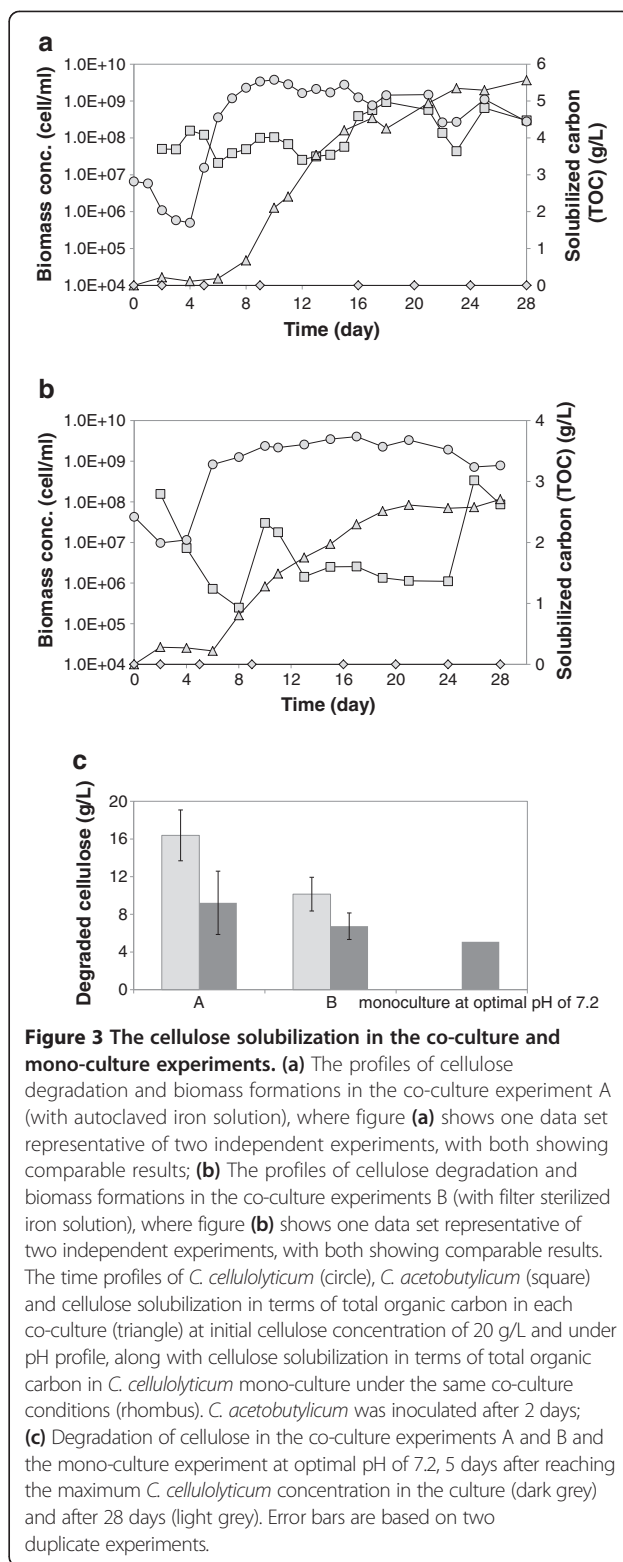 a
1.0E+10
1.0E+09
1.0E+08
1.0E+07
1.0E+06
1.0E+05
1.0E+04
Biomass conc. (cell/ml)
6
5
4
3
2
1
0
Solubilized carbon
(TOC) (g/L)
0 4 8 12 16 20 24 28
Time (day)
b
1.0E+10
1.0E+09
1.0E+08
1.0E+07
1.0E+06
1.0E+05
1.0E+04
Biomass conc. (cell/ml)
4
3
2
1
0
Solubilized carbon (TOC) (g/L)
0 4 8 12 16 20 24 28
Time (day)
c
20
16
12
8
4
0
Degraded cellulose (g/L)
A B monoculture at optimal pH of 7.2
Figure 3 The cellulose solubilization in the co-culture and
mono-culture experiments. (a) The profiles of cellulose
degradation and biomass formations in the co-culture experiment A
(with autoclaved iron solution), where figure (a) shows one data set
representative of two independent experiments, with both showing
comparable results; (b) The profiles of cellulose degradation and
biomass formations in the co-culture experiments B (with filter sterilized
iron solution), where figure (b) shows one data set representative of
two independent experiments, with both showing comparable results.
The time profiles of C. cellulolyticum (circle), C. acetobutylicum (square)
and cellulose solubilization in terms of total organic carbon in each
co-culture (triangle) at initial cellulose concentration of 20 g/L and under
pH profile, along with cellulose solubilization in terms of total organic
carbon in C. cellulolyticum mono-culture under the same co-culture
conditions (rhombus). C. acetobutylicum was inoculated after 2 days;
(c) Degradation of cellulose in the co-culture experiments A and B and
the mono-culture experiment at optimal pH of 7.2, 5 days after reaching
the maximum C. cellulolyticum concentration in the culture (dark grey)
and after 28 days (light grey). Error bars are based on two
duplicate experiments.